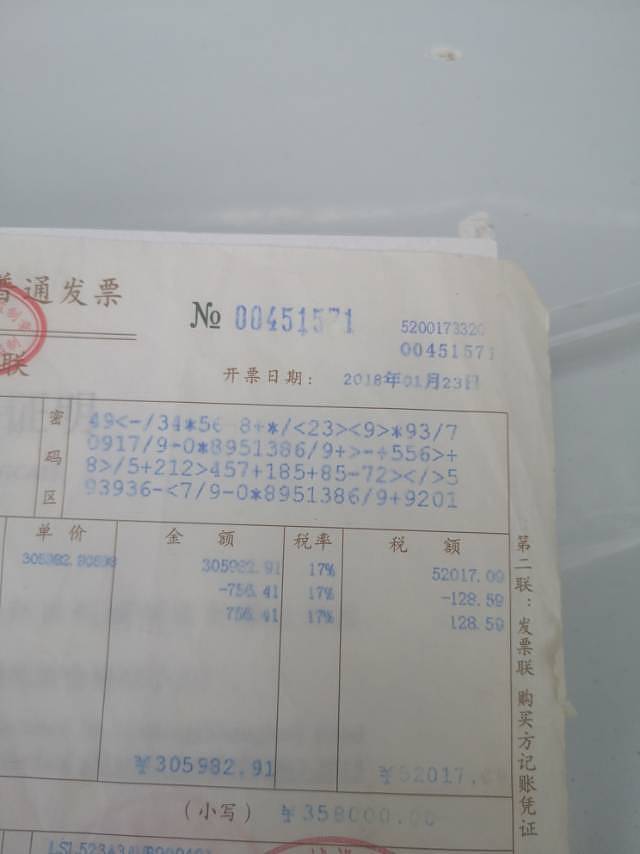 普通发票
№ 00451571
5200173320
00451571
联
开票日期： 2018年01月23日
密码区
49<-/34*56 8+*/<23><9>*93/7
0917/9-0*8951386/9+>-+556>+
8>/5+212>457+185+85-72></>5
93936-<7/9-0*8951386/9+9201
单 价 金 额 税率 税 额
305982.91 17% 52017.09
-756.41 17% -128.59
756.41 17% 128.59
¥305982.91 ¥52017.09
（小写） ¥358000.00
第二联：发票联 购买方记账凭证